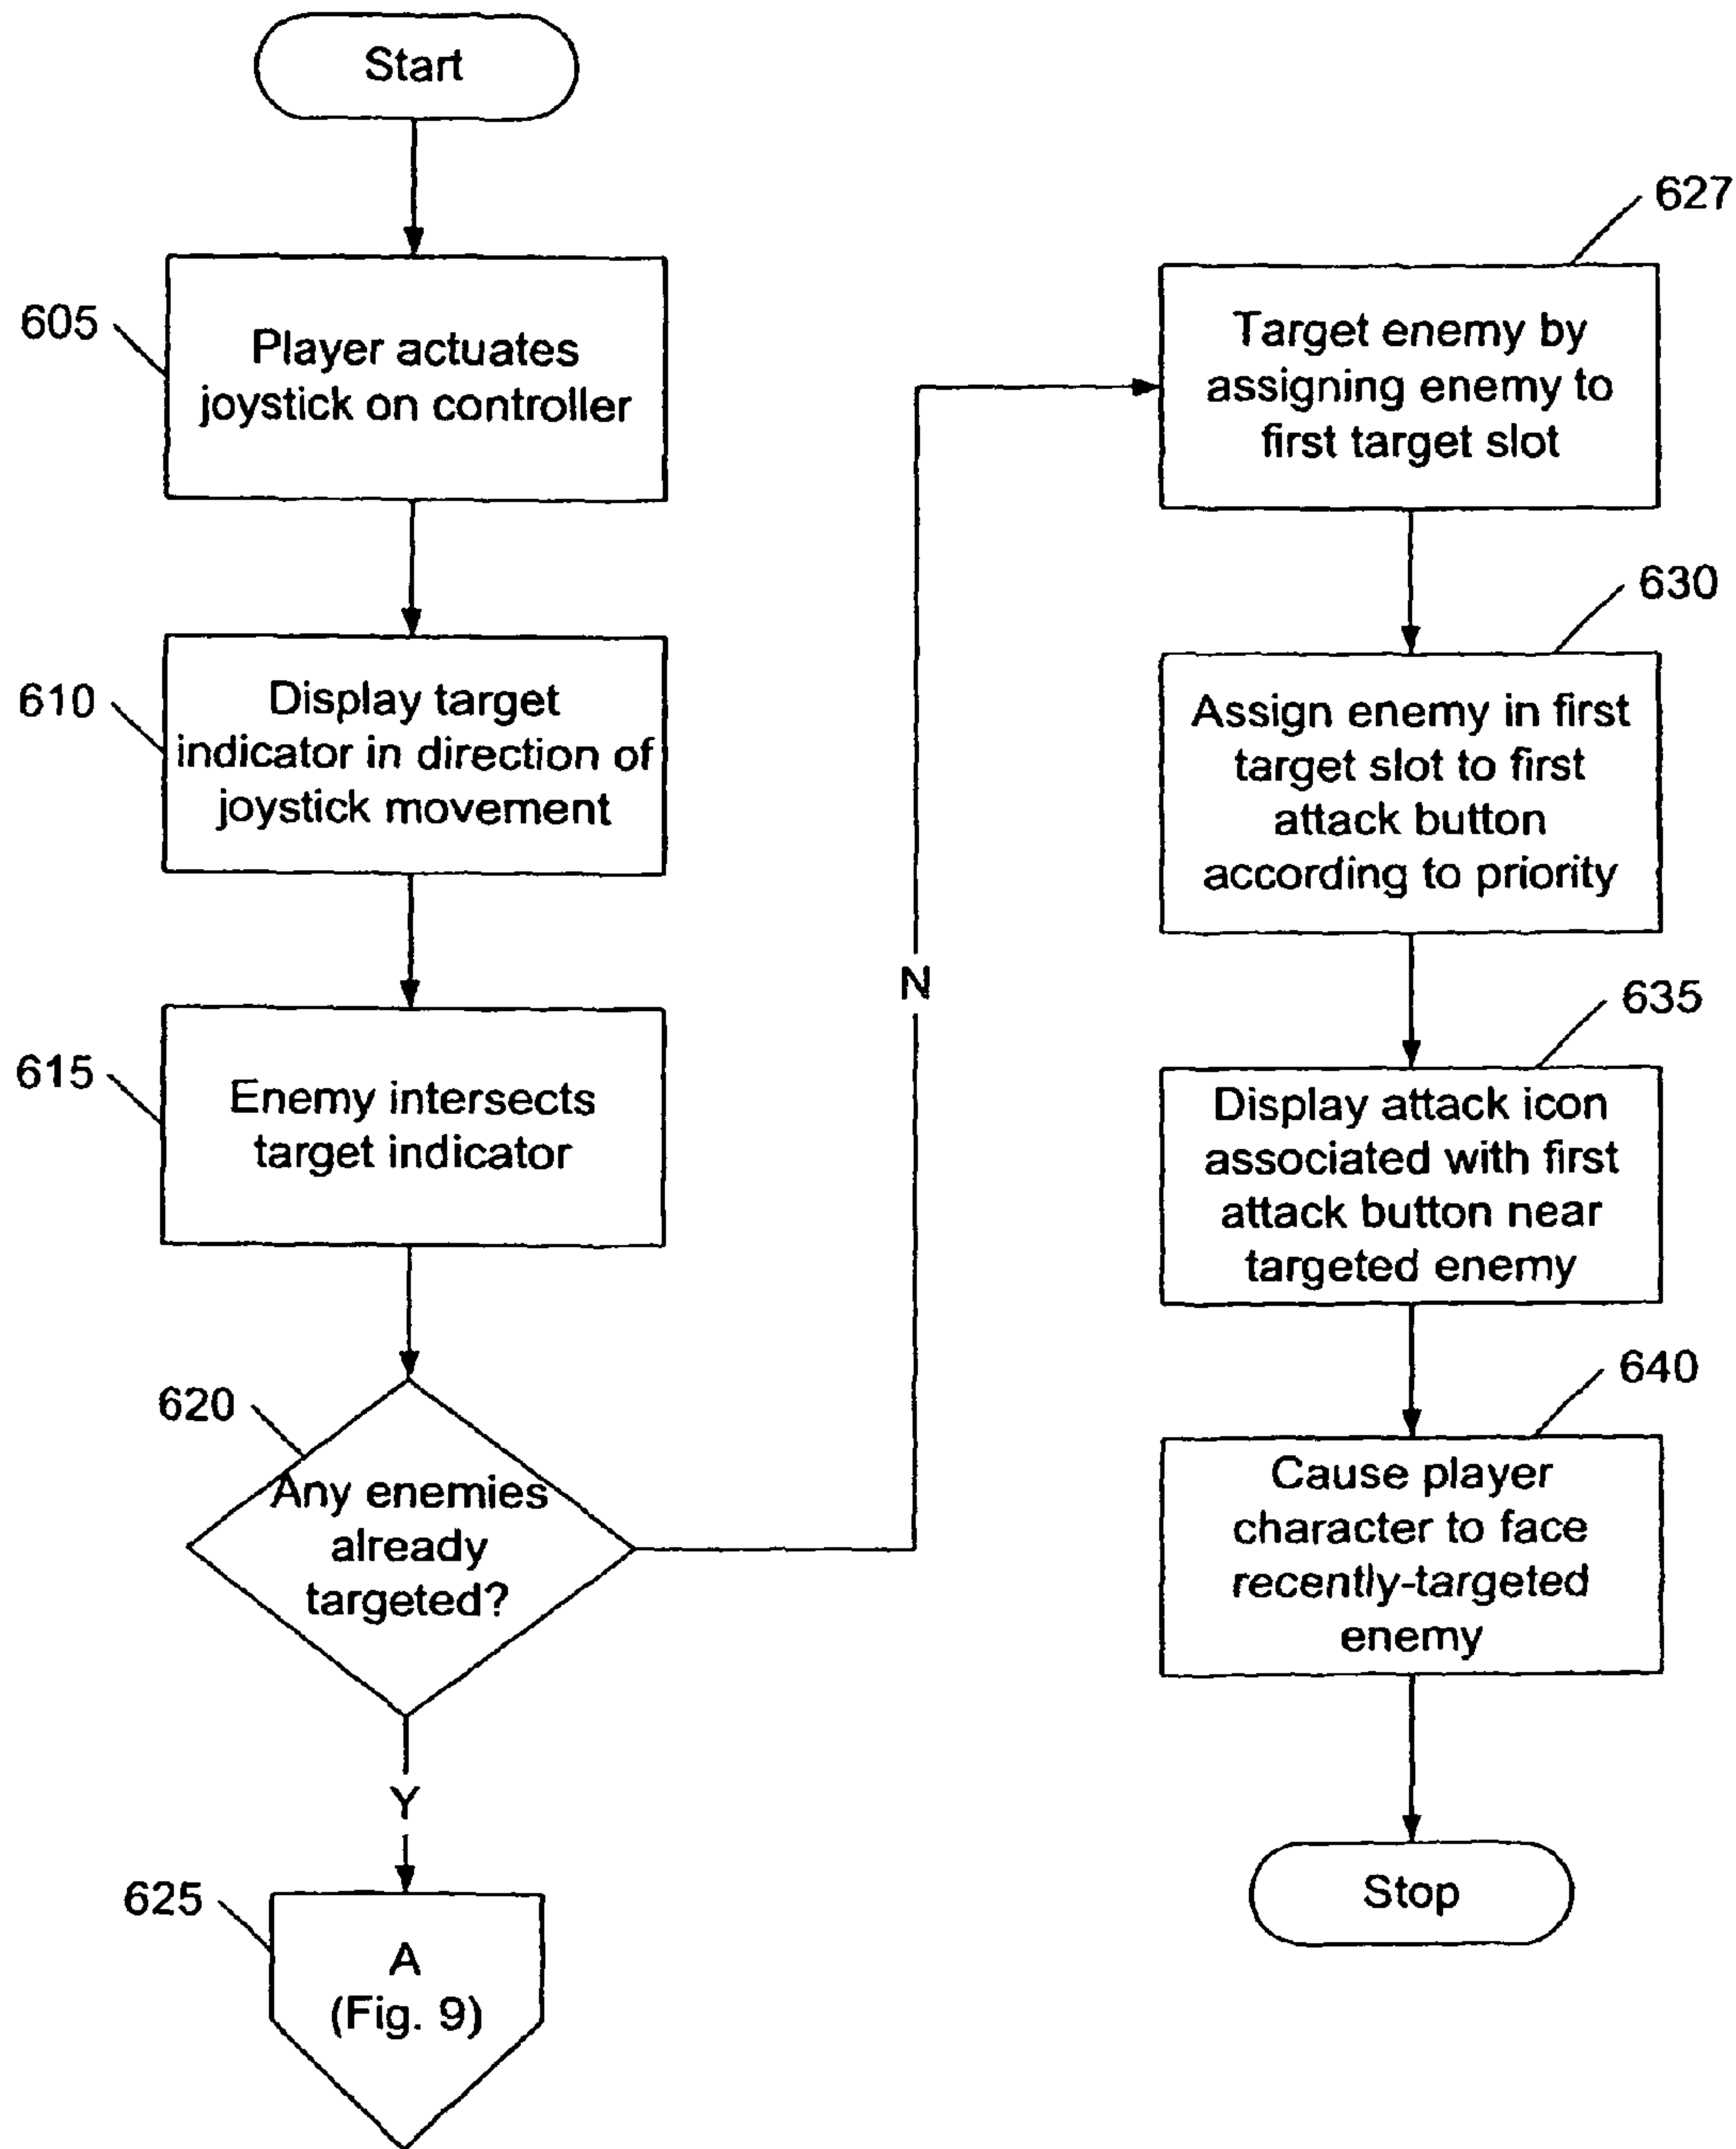 Start
605
Player actuates
joystick on controller
610
Display target
indicator in direction of
joystick movement
615
Enemy intersects
target indicator
620
Any enemies
already
targeted?
Y
625
A
(Fig. 9)
N
627
Target enemy by
assigning enemy to
first target slot
630
Assign enemy in first
target slot to first
attack button
according to priority
635
Display attack icon
associated with first
attack button near
targeted enemy
640
Cause player
character to face
recently-targeted
enemy
Stop